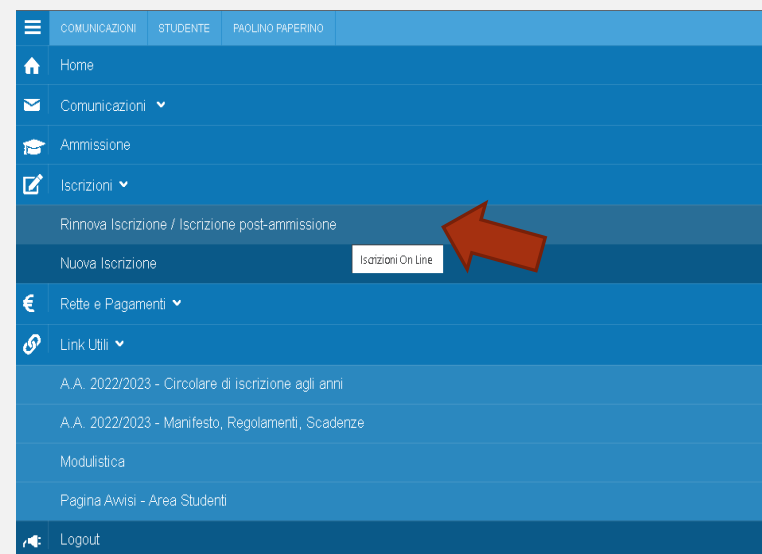 COMUNICAZIONI STUDENTE PAOLINO PAPERINO
Home
Comunicazioni
Ammissione
Iscrizioni
Rinnova Iscrizione / Iscrizione post-ammissione
Iscrizioni On Line
Nuova Iscrizione
€ Rette e Pagamenti
Link Utili
A.A. 2022/2023 - Circolare di iscrizione agli anni
A.A. 2022/2023 - Manifesto, Regolamenti, Scadenze
Modulistica
Pagina Avvisi - Area Studenti
Logout